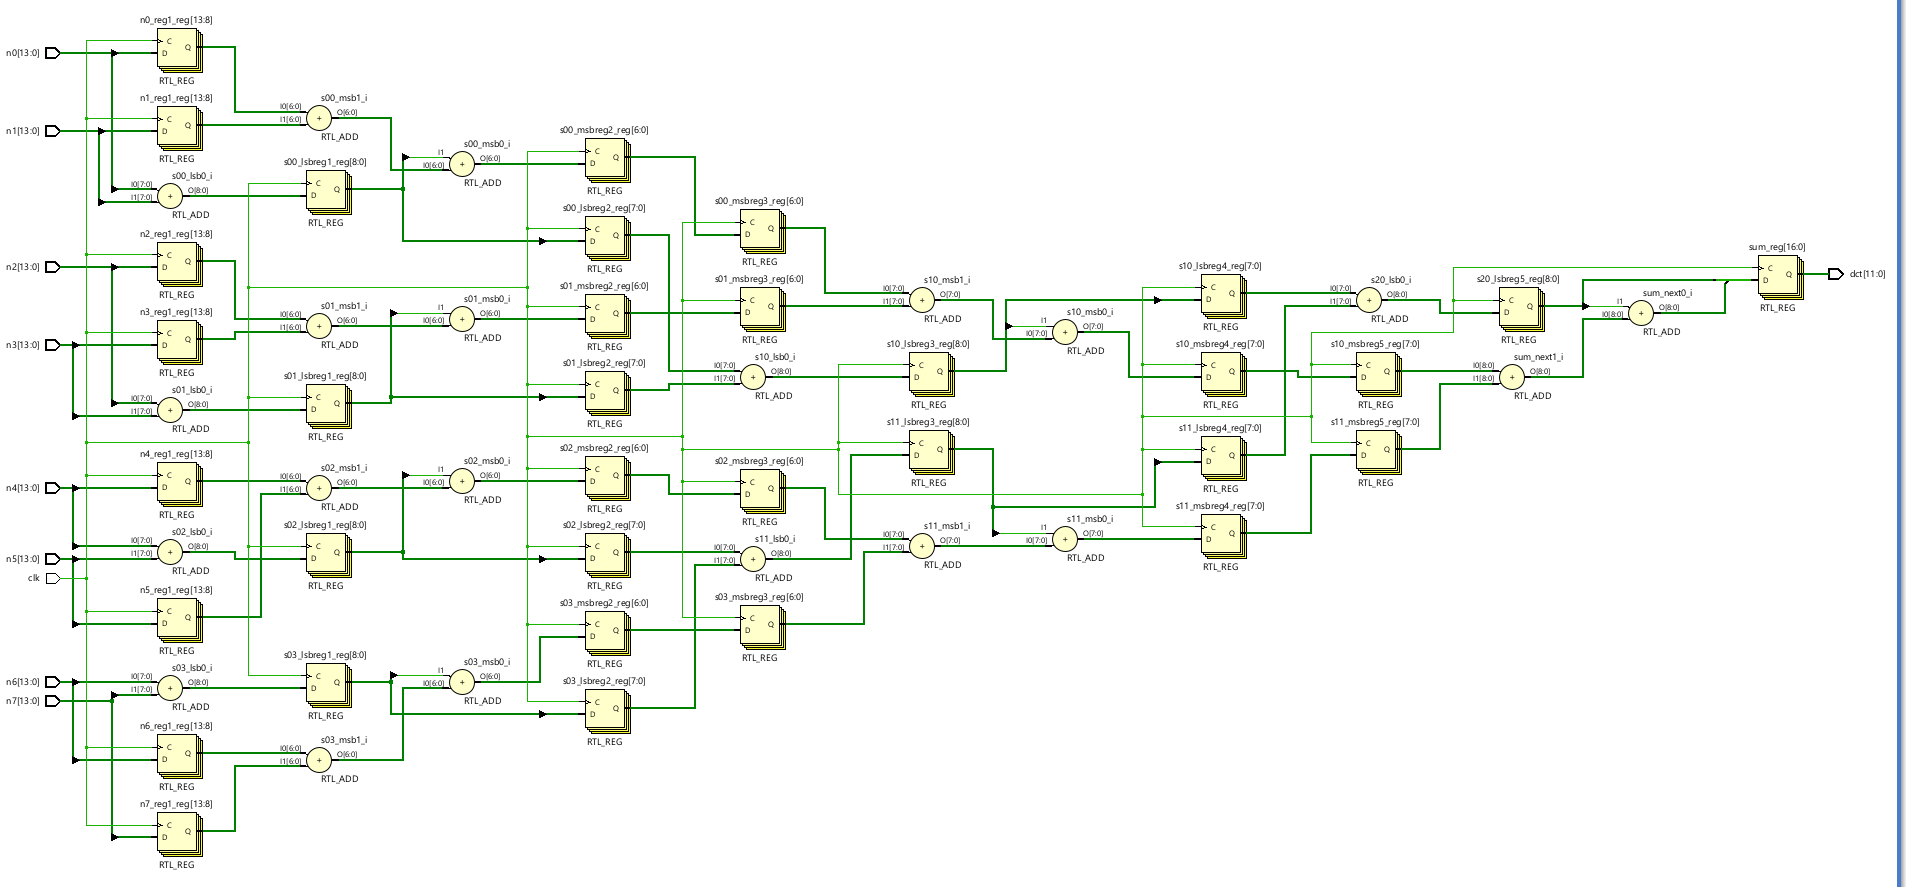 n0[13:0]
n0_reg1_reg[13:8]
C
D
Q
RTL_REG
n1[13:0]
n1_reg1_reg[13:8]
C
D
Q
RTL_REG
s00_lsb0_i
I0[7:0]
I1[7:0]
+
O[8:0]
RTL_ADD
n2[13:0]
n2_reg1_reg[13:8]
C
D
Q
RTL_REG
n3[13:0]
n3_reg1_reg[13:8]
C
D
Q
RTL_REG
s01_lsb0_i
I0[7:0]
I1[7:0]
+
O[8:0]
RTL_ADD
n4[13:0]
n4_reg1_reg[13:8]
C
D
Q
RTL_REG
s02_lsb0_i
I0[7:0]
I1[7:0]
+
O[8:0]
RTL_ADD
n5[13:0]
clk
n5_reg1_reg[13:8]
C
D
Q
RTL_REG
s03_lsb0_i
I0[7:0]
I1[7:0]
+
O[8:0]
RTL_ADD
n6[13:0]
n7[13:0]
n6_reg1_reg[13:8]
C
D
Q
RTL_REG
n7_reg1_reg[13:8]
C
D
Q
RTL_REG
s00_msb1_i
I0[6:0]
I1[6:0]
+
O[6:0]
RTL_ADD
s00_lsbreg1_reg[8:0]
C
D
Q
RTL_REG
s01_msb1_i
I0[6:0]
I1[6:0]
+
O[6:0]
RTL_ADD
s01_lsbreg1_reg[8:0]
C
D
Q
RTL_REG
s02_msb1_i
I0[6:0]
I1[6:0]
+
O[6:0]
RTL_ADD
s02_lsbreg1_reg[8:0]
C
D
Q
RTL_REG
s03_lsbreg1_reg[8:0]
C
D
Q
RTL_REG
s03_msb1_i
I0[6:0]
I1[6:0]
+
O[6:0]
RTL_ADD
s00_msb0_i
I1
I0[6:0]
+
O[6:0]
RTL_ADD
s01_msb0_i
I1
I0[6:0]
+
O[6:0]
RTL_ADD
s02_msb0_i
I1
I0[6:0]
+
O[6:0]
RTL_ADD
s03_msb0_i
I1
I0[6:0]
+
O[6:0]
RTL_ADD
s00_msbreg2_reg[6:0]
C
D
Q
RTL_REG
s00_lsbreg2_reg[7:0]
C
D
Q
RTL_REG
s01_msbreg2_reg[6:0]
C
D
Q
RTL_REG
s01_lsbreg2_reg[7:0]
C
D
Q
RTL_REG
s02_msbreg2_reg[6:0]
C
D
Q
RTL_REG
s02_lsbreg2_reg[7:0]
C
D
Q
RTL_REG
s03_msbreg2_reg[6:0]
C
D
Q
RTL_REG
s03_lsbreg2_reg[7:0]
C
D
Q
RTL_REG
s00_msbreg3_reg[6:0]
C
D
Q
RTL_REG
s01_msbreg3_reg[6:0]
C
D
Q
RTL_REG
s10_lsb0_i
I0[7:0]
I1[7:0]
+
O[8:0]
RTL_ADD
s02_msbreg3_reg[6:0]
C
D
Q
RTL_REG
s11_lsb0_i
I0[7:0]
I1[7:0]
+
O[8:0]
RTL_ADD
s03_msbreg3_reg[6:0]
C
D
Q
RTL_REG
s10_msb1_i
I0[7:0]
I1[7:0]
+
O[7:0]
RTL_ADD
s10_lsbreg3_reg[8:0]
C
D
Q
RTL_REG
s11_lsbreg3_reg[8:0]
C
D
Q
RTL_REG
s11_msb1_i
I0[7:0]
I1[7:0]
+
O[7:0]
RTL_ADD
s10_msb0_i
I1
I0[7:0]
+
O[7:0]
RTL_ADD
s11_msb0_i
I1
I0[7:0]
+
O[7:0]
RTL_ADD
s10_lsbreg4_reg[7:0]
C
D
Q
RTL_REG
s10_msbreg4_reg[7:0]
C
D
Q
RTL_REG
s11_lsbreg4_reg[7:0]
C
D
Q
RTL_REG
s11_msbreg4_reg[7:0]
C
D
Q
RTL_REG
s20_lsb0_i
I0[7:0]
I1[7:0]
+
O[8:0]
RTL_ADD
s10_msbreg5_reg[7:0]
C
D
Q
RTL_REG
s11_msbreg5_reg[7:0]
C
D
Q
RTL_REG
s20_lsbreg5_reg[8:0]
C
D
Q
RTL_REG
sum_next1_i
I0[8:0]
I1[8:0]
+
O[8:0]
RTL_ADD
sum_next0_i
I1
I0[8:0]
+
O[8:0]
RTL_ADD
sum_reg[16:0]
C
D
Q
RTL_REG
dct[11:0]